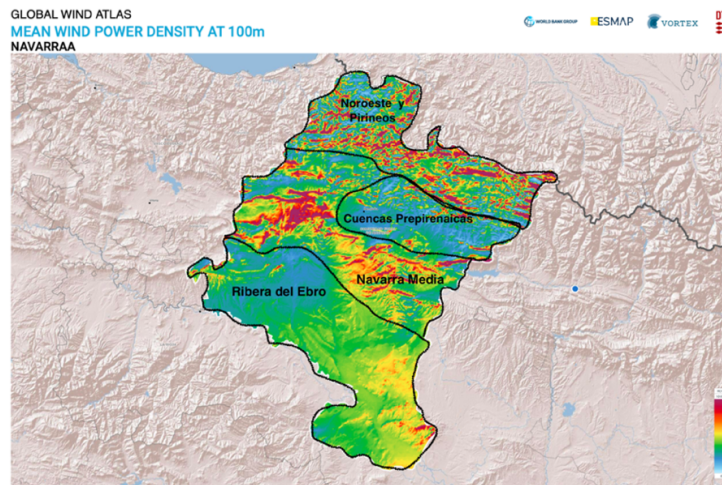 GLOBAL WIND ATLAS
MEAN WIND POWER DENSITY AT 100m
NAVARRAA
WORLD BANK GROUP
ESMAP
VORTEX
Noroeste y
Pirineos
Cuencas Prepirenaicas
Navarra Media
Ribera del Ebro